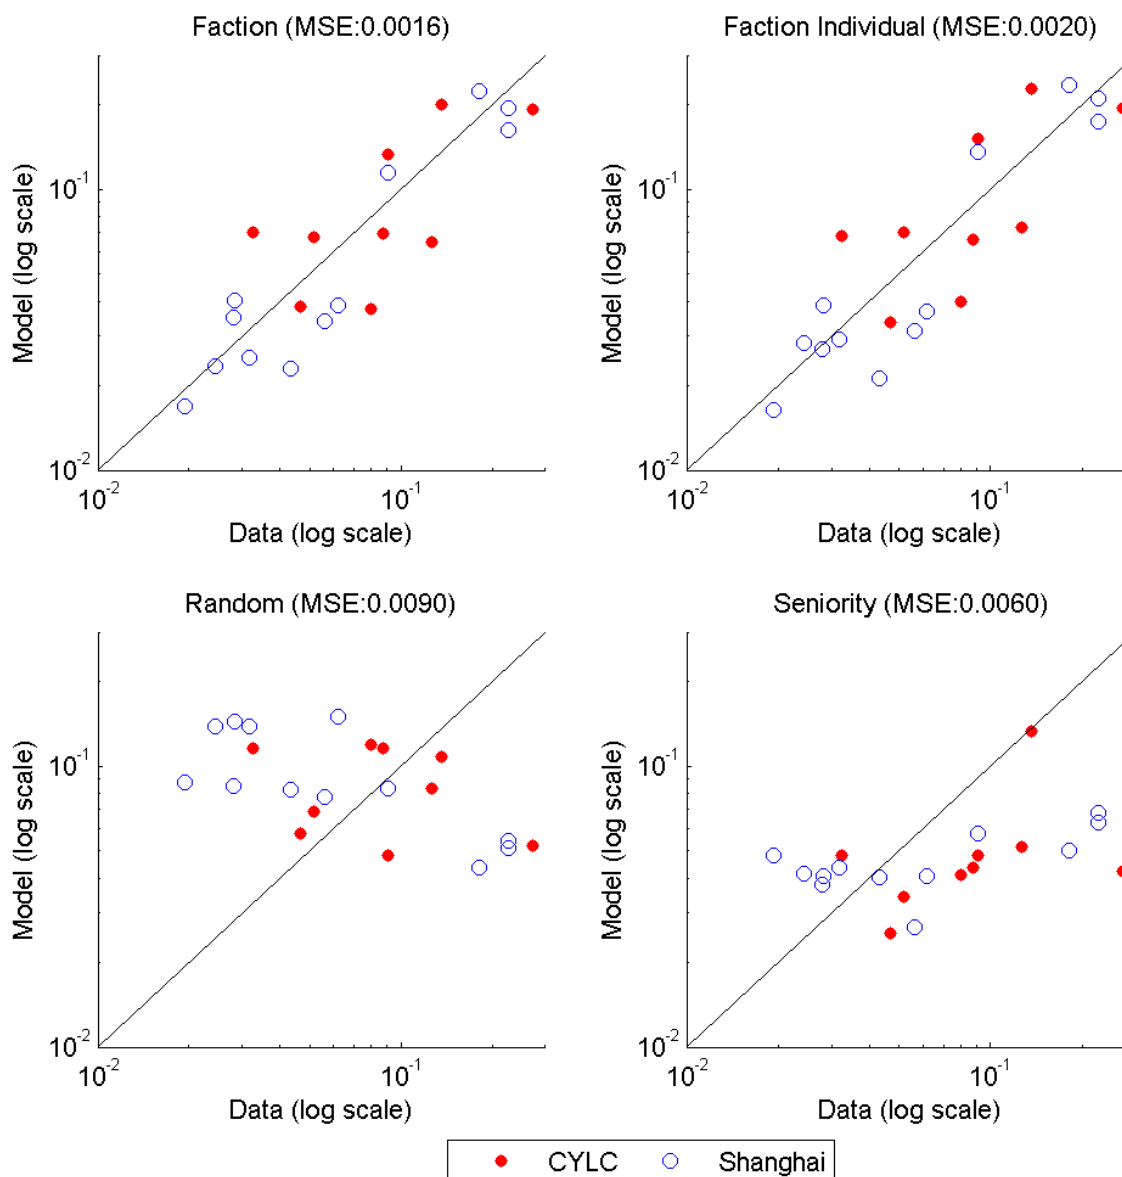 Faction (MSE:0.0016)
Model (log scale)
10^-1
10^-2
10^-2
10^-1
Data (log scale)
Faction Individual (MSE:0.0020)
Model (log scale)
10^-1
10^-2
10^-2
10^-1
Data (log scale)
Random (MSE:0.0090)
Model (log scale)
10^-1
10^-2
10^-2
10^-1
Data (log scale)
Seniority (MSE:0.0060)
Model (log scale)
10^-1
10^-2
10^-2
10^-1
Data (log scale)
CYLC Shanghai